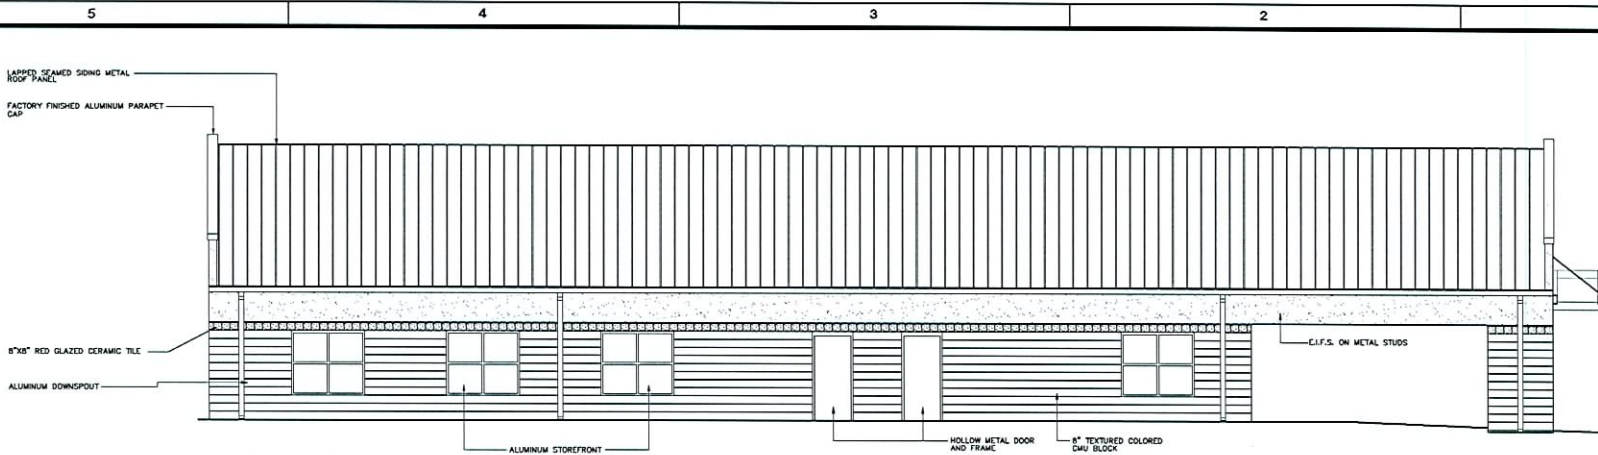 5 4 3 2
LAPPED SEAMED SIDING METAL
ROOF PANEL
FACTORY FINISHED ALUMINUM PARAPET
CAP
8"X8" RED GLAZED CERAMIC TILE
E.I.F.S. ON METAL STUDS
ALUMINUM DOWNSPOUT
ALUMINUM STOREFRONT
HOLLOW METAL DOOR
AND FRAME
8" TEXTURED COLORED
CMU BLOCK